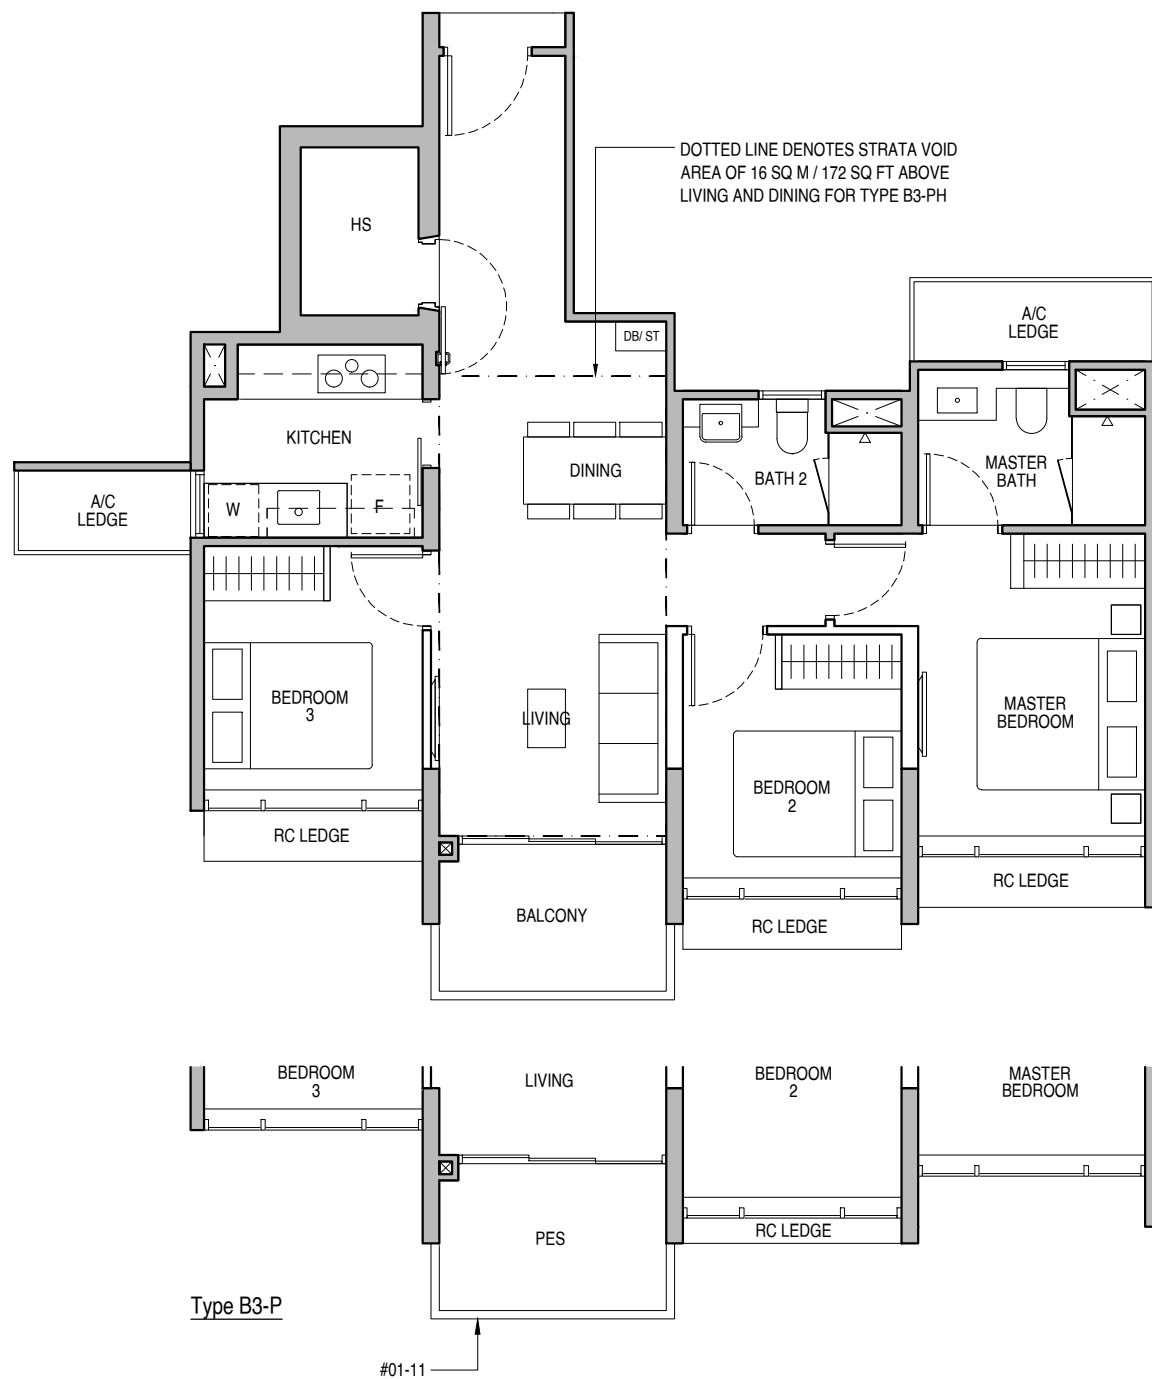 DOTTED LINE DENOTES STRATA VOID
AREA OF 16 SQ M / 172 SQ FT ABOVE
LIVING AND DINING FOR TYPE B3-PH
HS
A/C
LEDGE
DB/ ST
KITCHEN
DINING
BATH 2
MASTER
BATH
A/C
LEDGE
W
F
BEDROOM
3
LIVING
MASTER
BEDROOM
BEDROOM
2
RC LEDGE
RC LEDGE
BALCONY
RC LEDGE
BEDROOM
3
LIVING
BEDROOM
2
MASTER
BEDROOM
PES
RC LEDGE
Type B3-P
#01-11